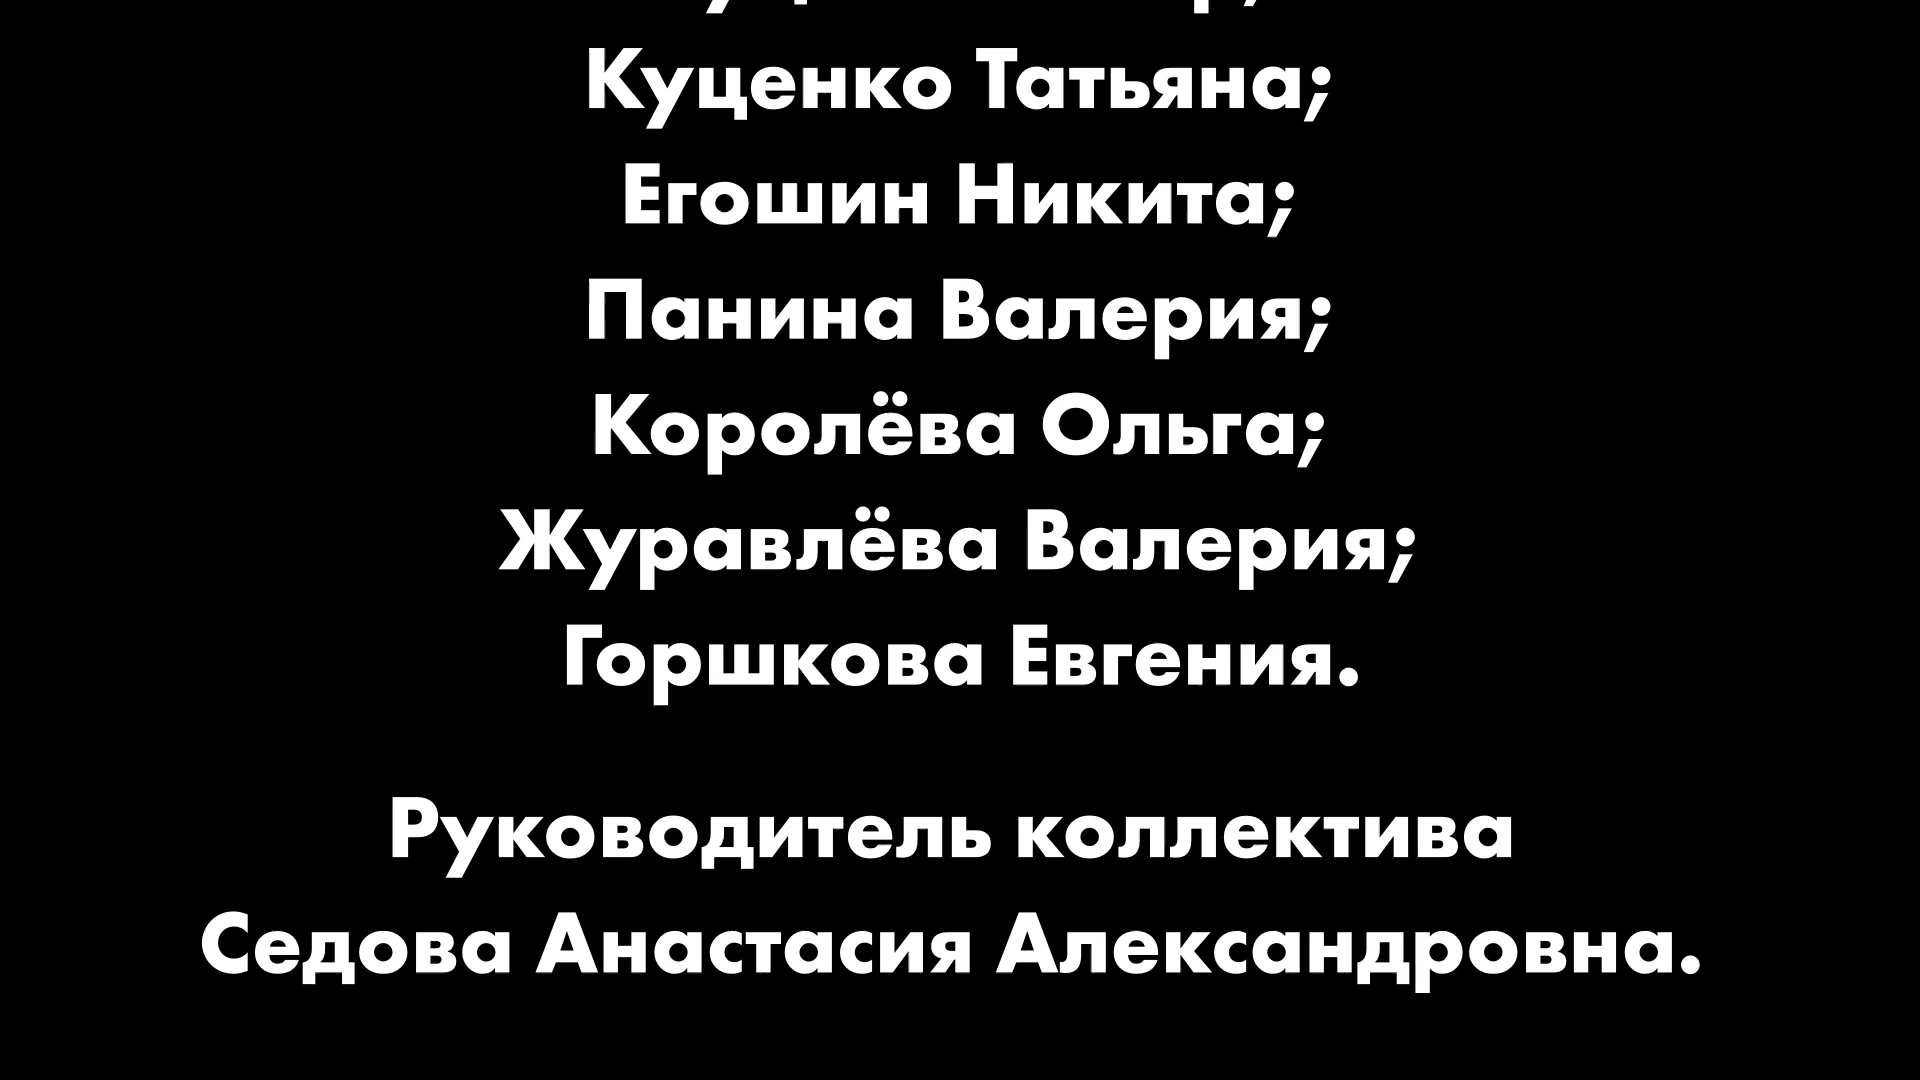 Куценко Татьяна;
Егошин Никита;
Панина Валерия;
Королёва Ольга;
Журавлёва Валерия;
Горшкова Евгения.
Руководитель коллектива
Седова Анастасия Александровна.